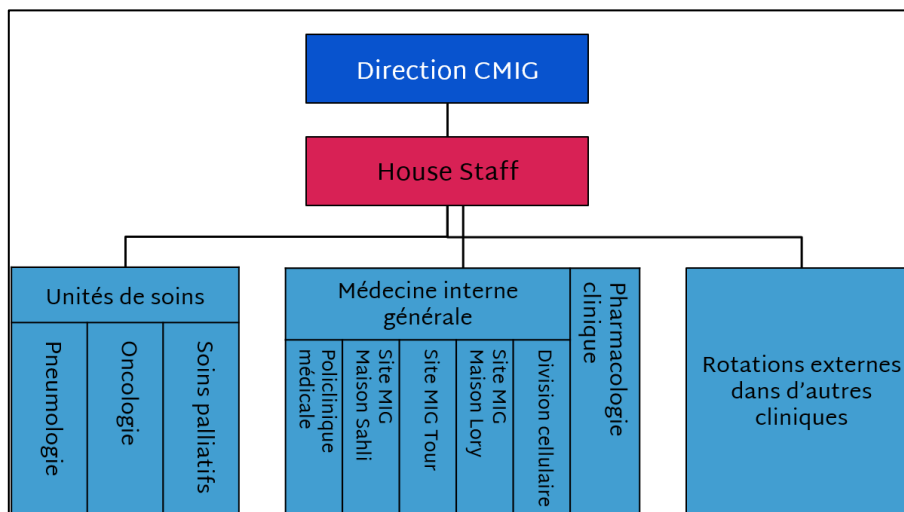 Direction CMIG
House Staff
Unités de soins
Pneumologie
Oncologie
Soins palliatifs
Médecine interne
générale
Policlinique
médicale
Site MIG
Maison Sahli
Site MIG Tour
Site MIG
Maison Lory
Division cellulaire
Pharmacologie
clinique
Rotations externes
dans d'autres
cliniques